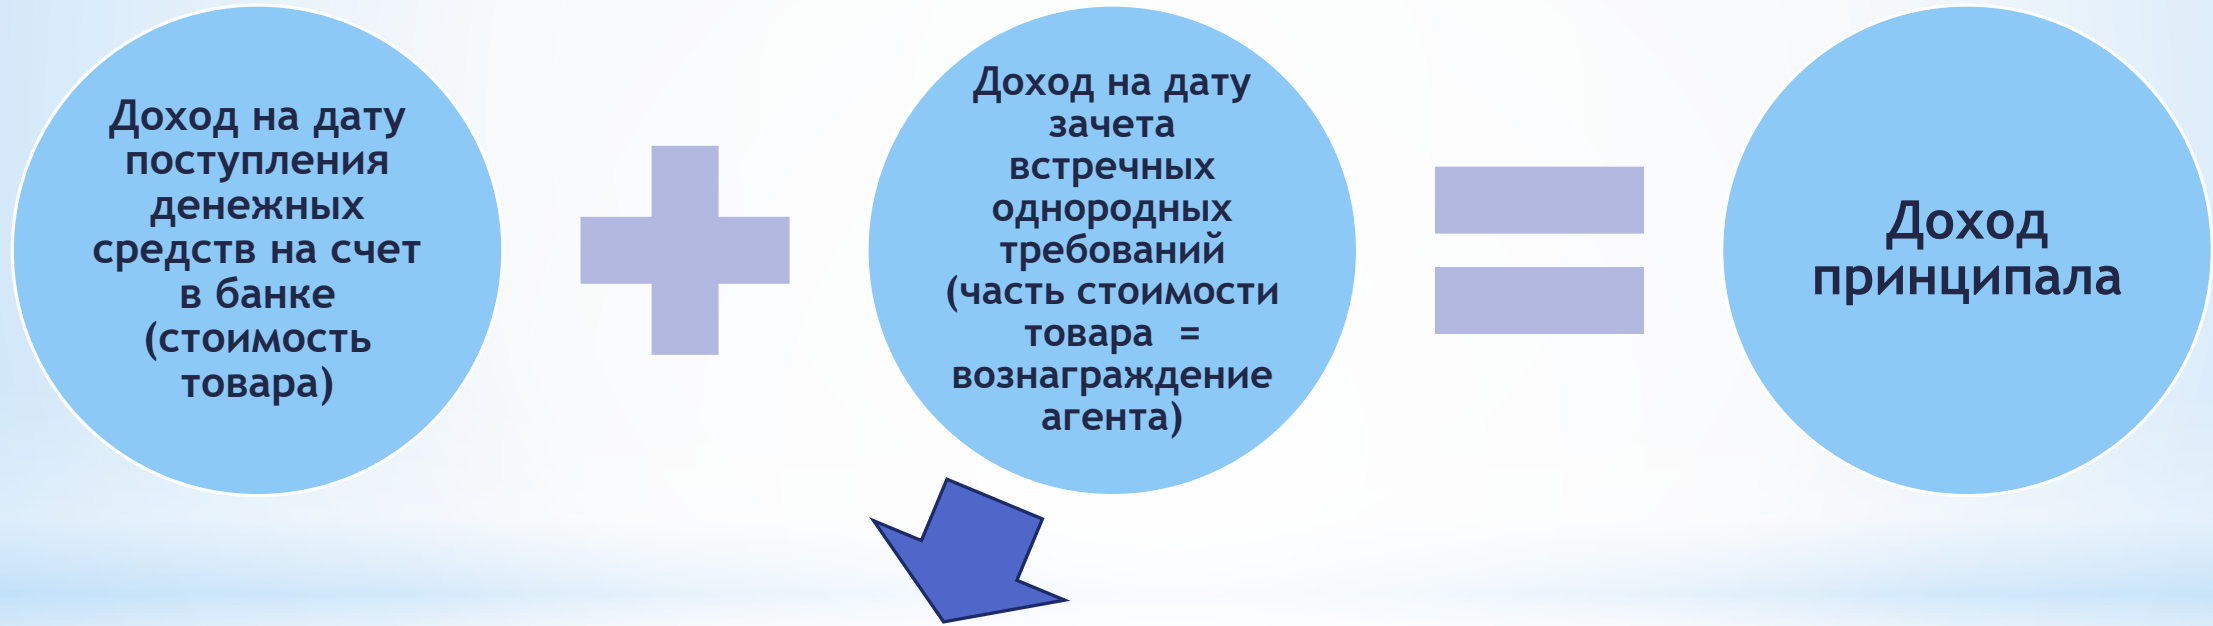 Доход на дату
поступления
денежных
средств на счет
в банке
(стоимость
товара)
Доход на дату
зачета
встречных
однородных
требований
(часть стоимости
товара  =
вознаграждение
агента)
Доход
принципала